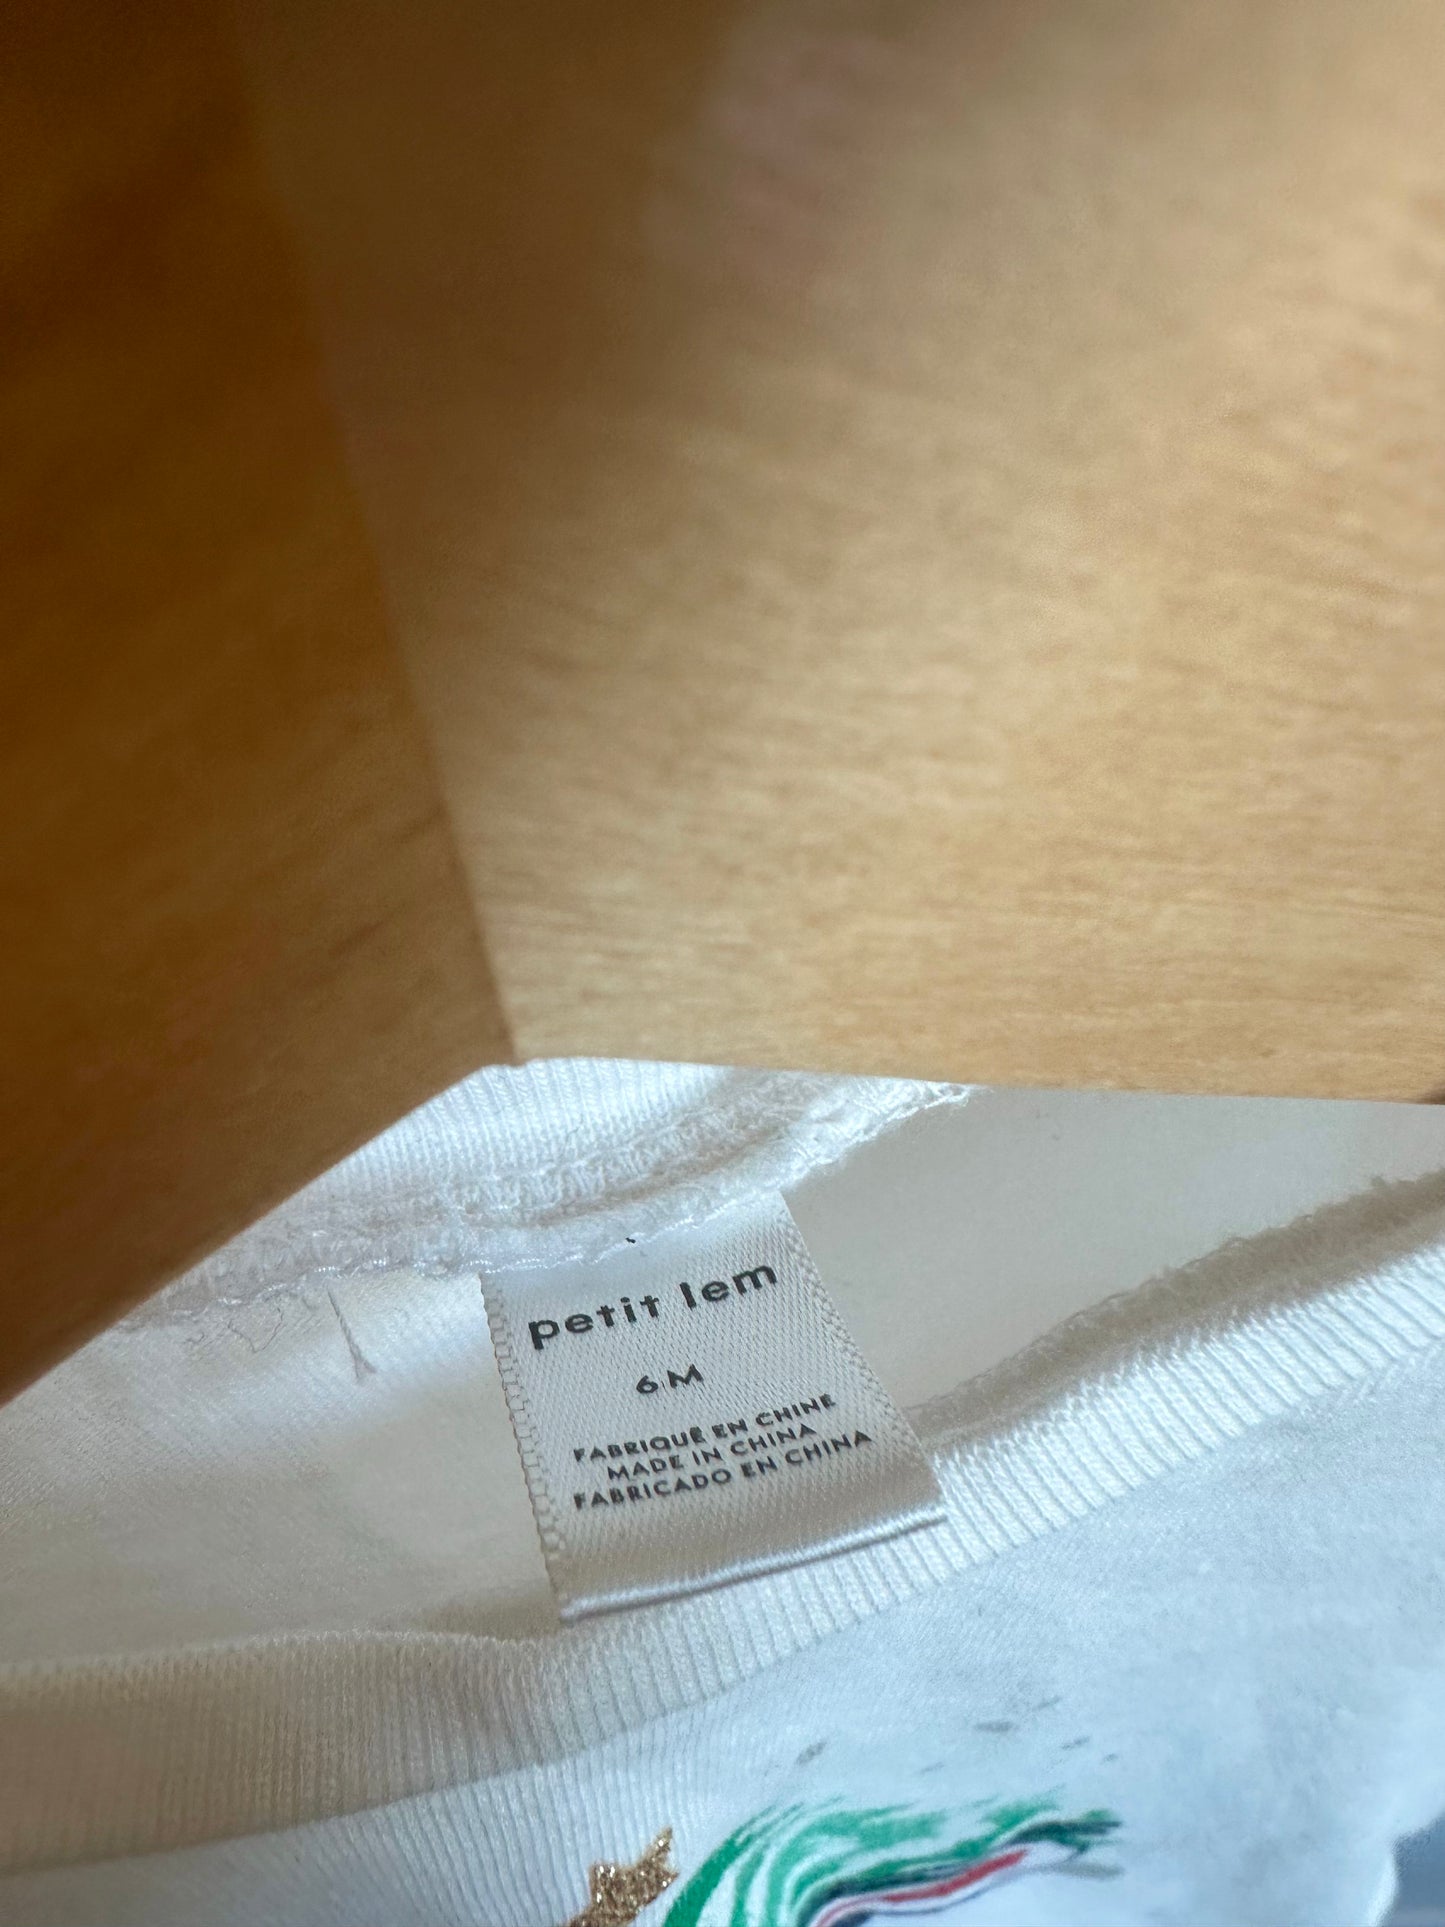 petit lem
6M
FABRIQUÉ EN CHINE
MADE IN CHINA
FABRICADO EN CHINA